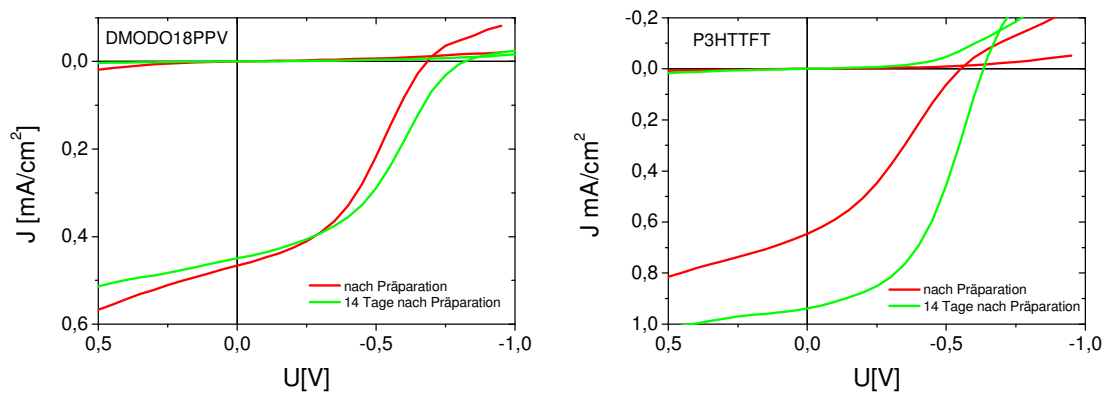 DMODO18PPV
0,0
0,2
0,4
0,6
J [mA/cm²]
0,5
0,0
-0,5
-1,0
U[V]
nach Präparation
14 Tage nach Präparation
P3HTTFT
-0,2
0,0
0,2
0,4
0,6
0,8
1,0
J mA/cm²
0,5
0,0
-0,5
-1,0
U[V]
nach Präparation
14 Tage nach Präparation